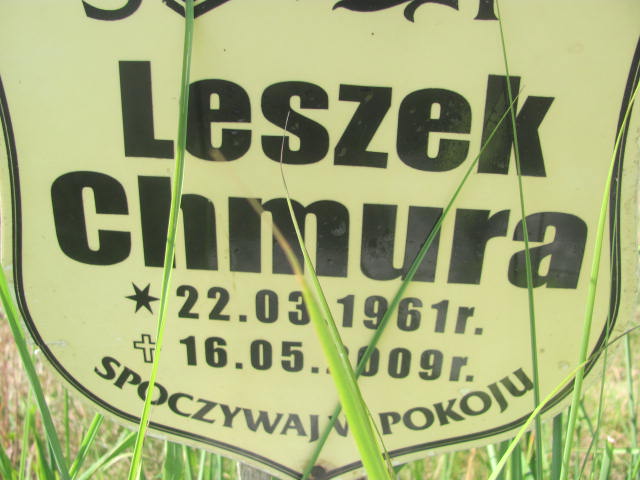 Leszek
Chmura
22.03 1961r.
16.05. 009r.
SPOCZYWAJ W POKOJU